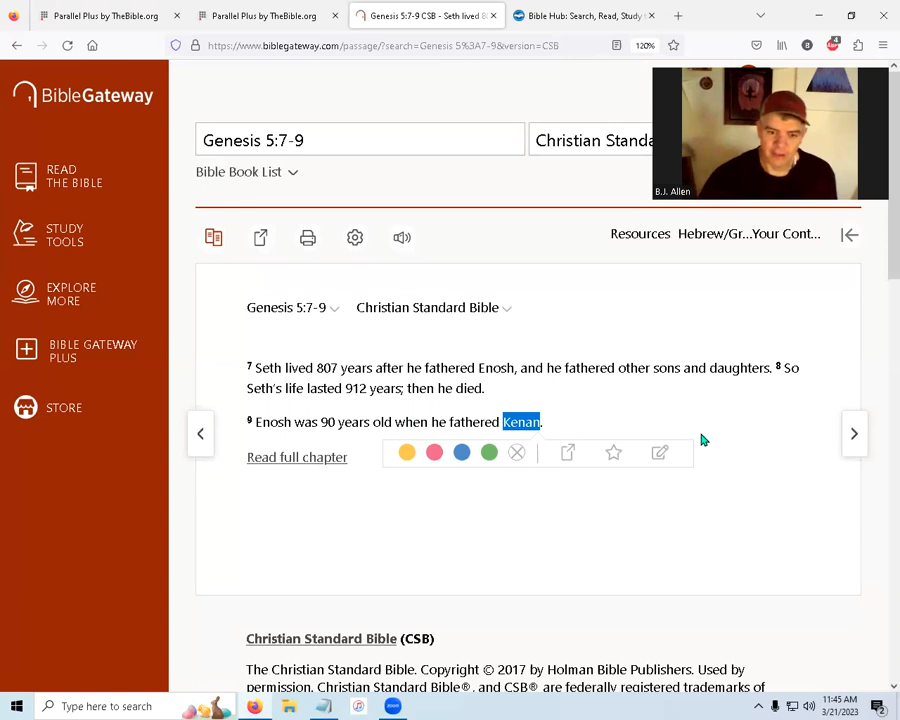 Parallel Plus by TheBible.org
Parallel Plus by TheBible.org
Genesis 5:7-9 CSB - Seth lived 8
Bible Hub: Search, Read, Study
https://www.biblegateway.com/passage/?search=Genesis 5%3A7-9&version=CSB
120%
4
BibleGateway
READ
THE BIBLE
STUDY
TOOLS
EXPLORE
MORE
BIBLE GATEWAY
PLUS
STORE
Genesis 5:7-9
Christian Standa
Bible Book List
B.J. Allen
Resources Hebrew/Gr...Your Cont...
Genesis 5:7-9 Christian Standard Bible
7 Seth lived 807 years after he fathered Enosh, and he fathered other sons and daughters. 8 So
Seth's life lasted 912 years; then he died.
9 Enosh was 90 years old when he fathered Kenan.
Read full chapter
Christian Standard Bible (CSB)
The Christian Standard Bible. Copyright © 2017 by Holman Bible Publishers. Used by
permission. Christian Standard Bible®, and CSB® are federally registered trademarks of
Type here to search
zoom
11:45 AM
3/21/2023
2